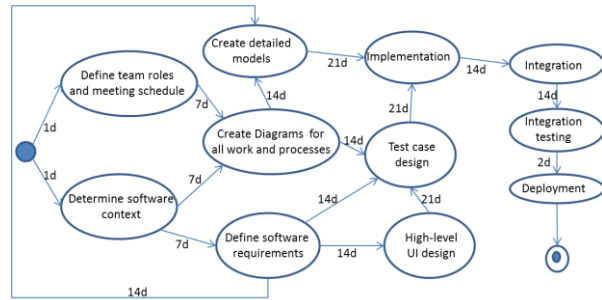 Create detailed
models
Implementation
Integration
Define team roles
and meeting schedule
21d
14d
7d
14d
14d
1d
21d
Create Diagrams for
all work and processes
14d
Test case
design
Integration
testing
1d
7d
2d
Determine software
context
14d
21d
Deployment
7d
Define software
requirements
14d
High-level
UI design
14d